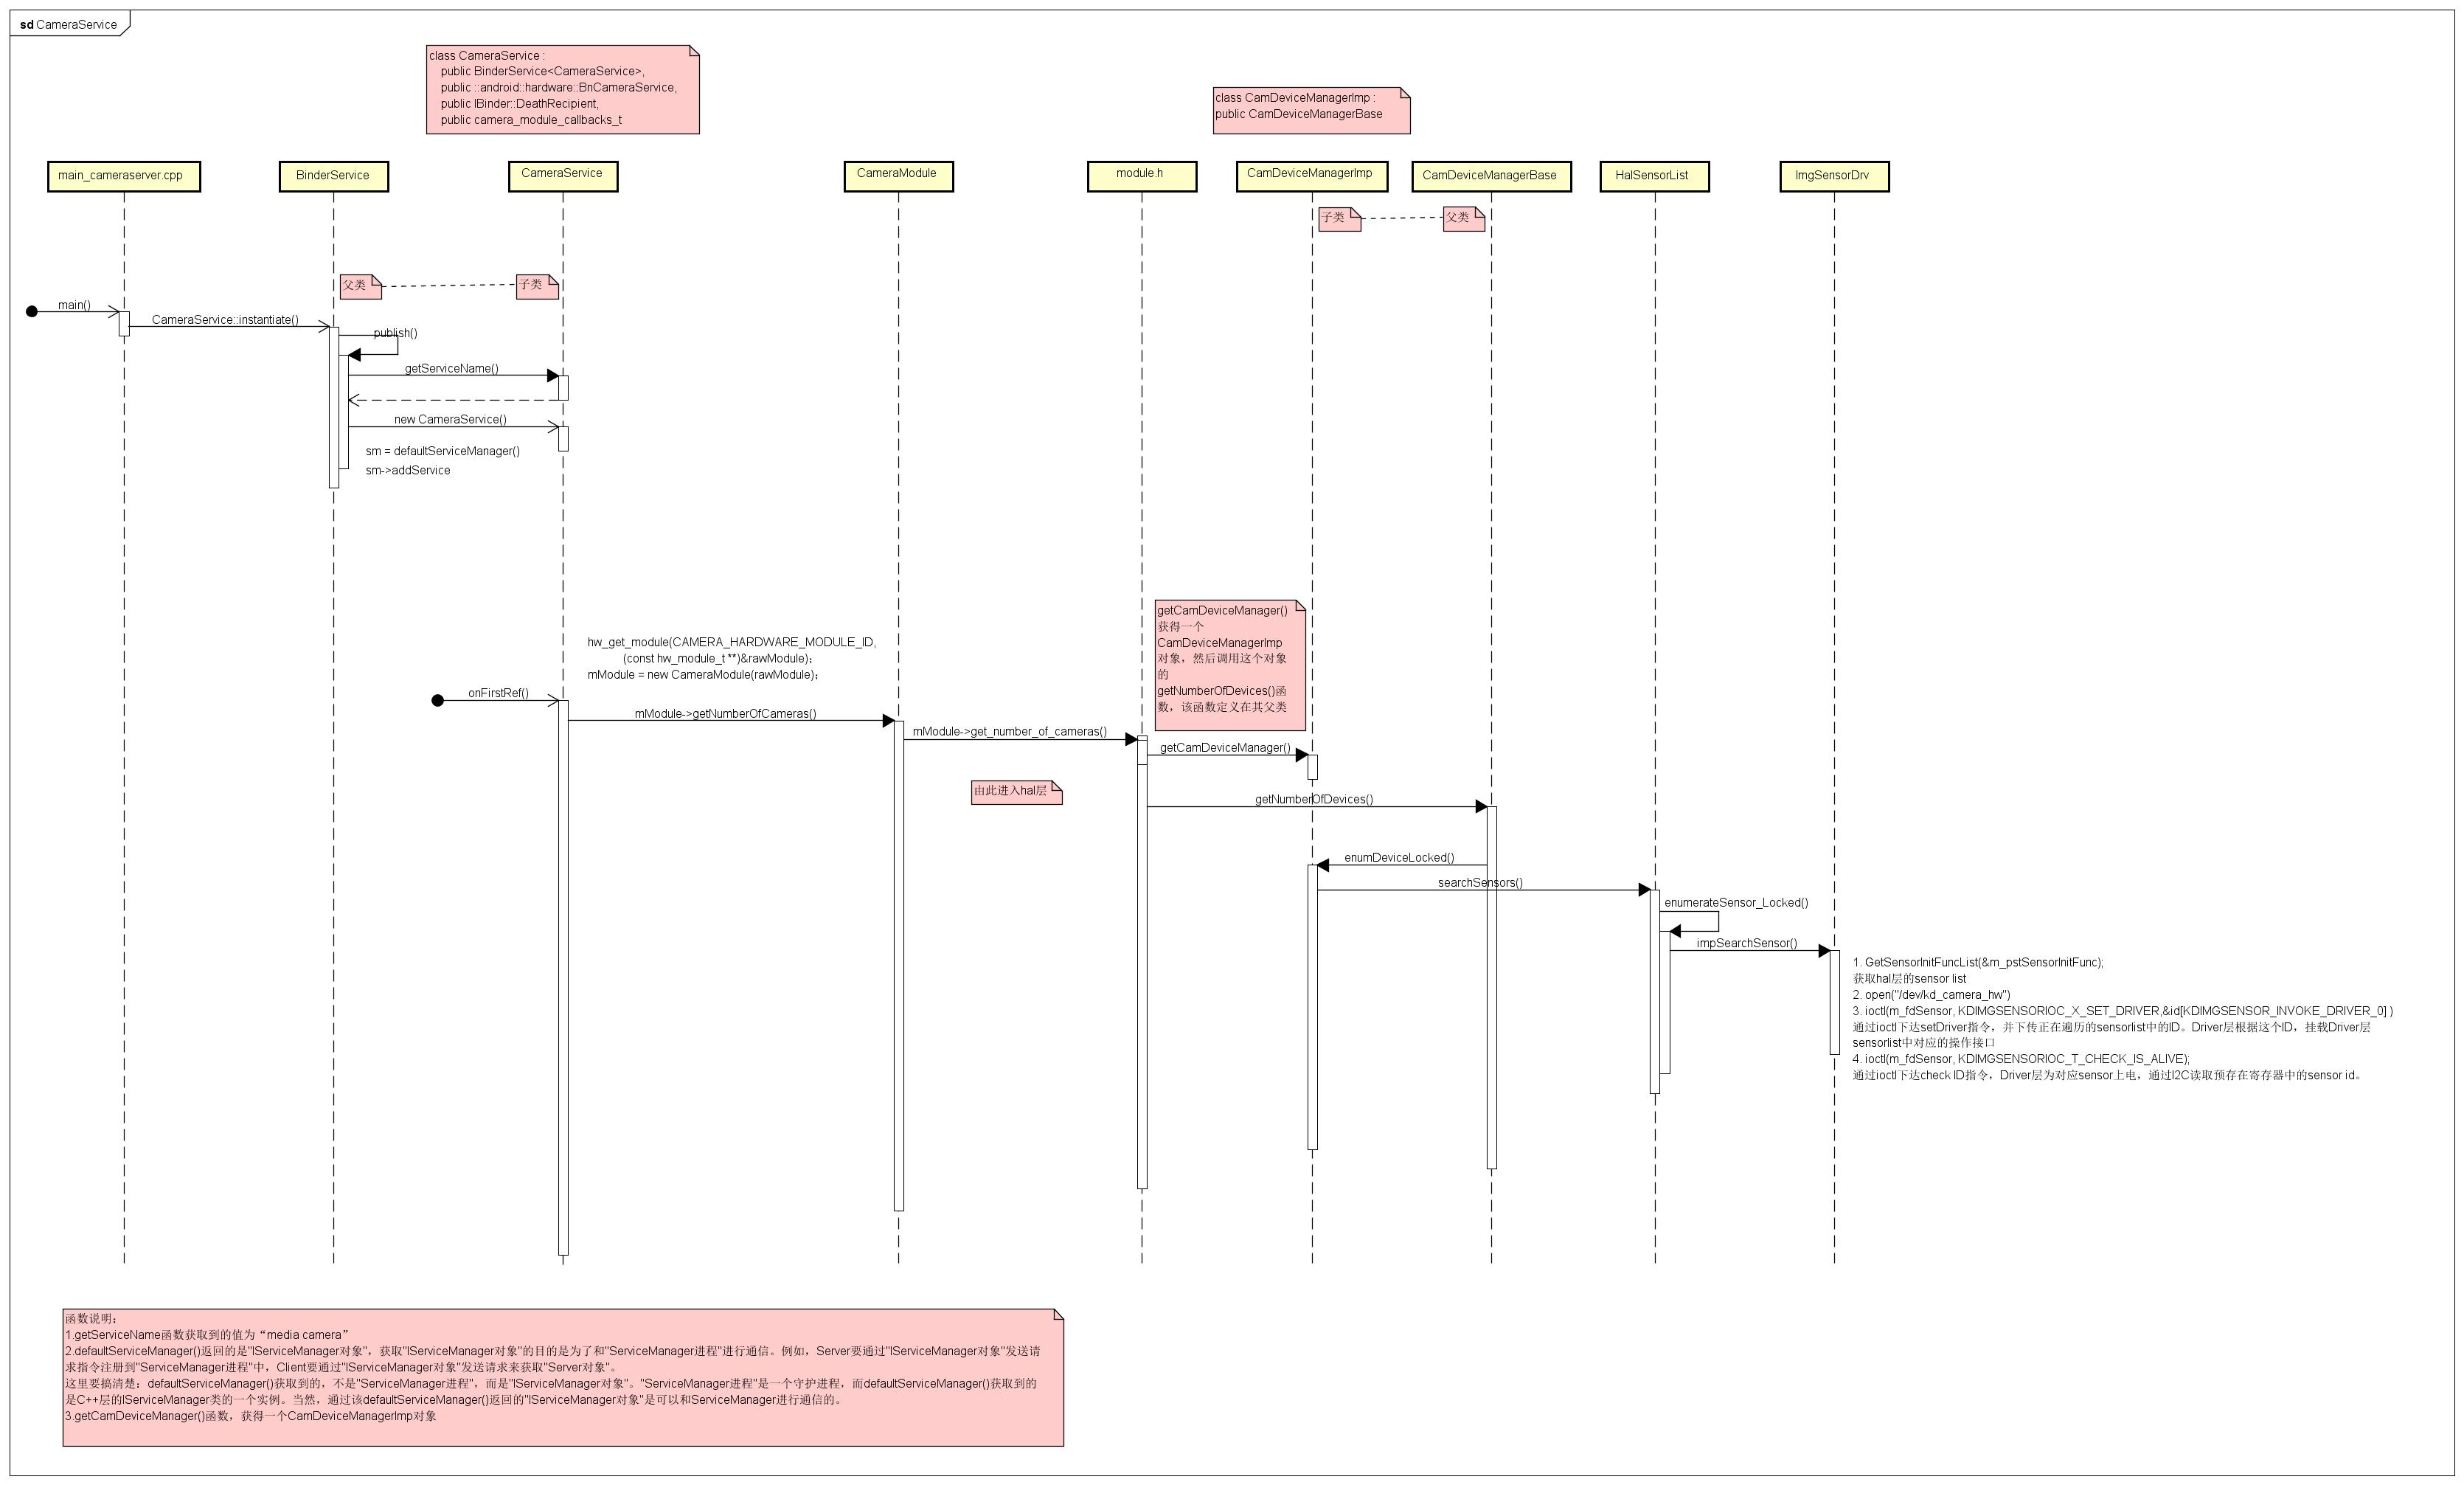 sd CameraService
class CameraService :
public BinderService<CameraService>,
public ::android::hardware::BnCameraService,
public IBinder::DeathRecipient,
public camera_module_callbacks_t
class CamDeviceManagerImp :
public CamDeviceManagerBase
main_cameraserver.cpp
BinderService
CameraService
CameraModule
module.h
CamDeviceManagerImp
CamDeviceManagerBase
HalSensorList
ImgSensorDrv
子类
父类
父类
子类
main()
CameraService::instantiate()
publish()
getServiceName()
new CameraService()
sm = defaultServiceManager()
sm->addService
getCamDeviceManager()
获得一个
CamDeviceManagerImp
对象，然后调用这个对象
的
getNumberOfDevices()函
数，该函数定义在其父类
hw_get_module(CAMERA_HARDWARE_MODULE_ID,
(const hw_module_t **)&rawModule);
mModule = new CameraModule(rawModule);
onFirstRef()
mModule->getNumberOfCameras()
mModule->get_number_of_cameras()
getCamDeviceManager()
由此进入hal层
getNumberOfDevices()
enumDeviceLocked()
searchSensors()
enumerateSensor_Locked()
impSearchSensor()
1. GetSensorInitFuncList(&m_pstSensorInitFunc);
获取hal层的sensor list
2. open("/dev/kd_camera_hw")
3. ioctl(m_fdSensor, KDIMGSENSORIOC_X_SET_DRIVER,&id[KDIMGSENSOR_INVOKE_DRIVER_0] )
通过ioctl下达setDriver指令，并下传正在遍历的sensorlist中的ID。Driver层根据这个ID，挂载Driver层
sensorlist中对应的操作接口
4. ioctl(m_fdSensor, KDIMGSENSORIOC_T_CHECK_IS_ALIVE);
通过ioctl下达check ID指令，Driver层为对应sensor上电，通过I2C读取预存在寄存器中的sensor id。
函数说明：
1.getServiceName函数获取到的值为“media camera”
2.defaultServiceManager()返回的是"IServiceManager对象"，获取"IServiceManager对象"的目的是为了和"ServiceManager进程"进行通信。例如，Server要通过"IServiceManager对象"发送请
求指令注册到"ServiceManager进程"中，Client要通过"IServiceManager对象"发送请求来获取"Server对象"。
这里要搞清楚：defaultServiceManager()获取到的，不是"ServiceManager进程"，而是"IServiceManager对象"。"ServiceManager进程"是一个守护进程，而defaultServiceManager()获取到的
是C++层的IServiceManager类的一个实例。当然，通过该defaultServiceManager()返回的"IServiceManager对象"是可以和ServiceManager进行通信的。
3.getCamDeviceManager()函数，获得一个CamDeviceManagerImp对象